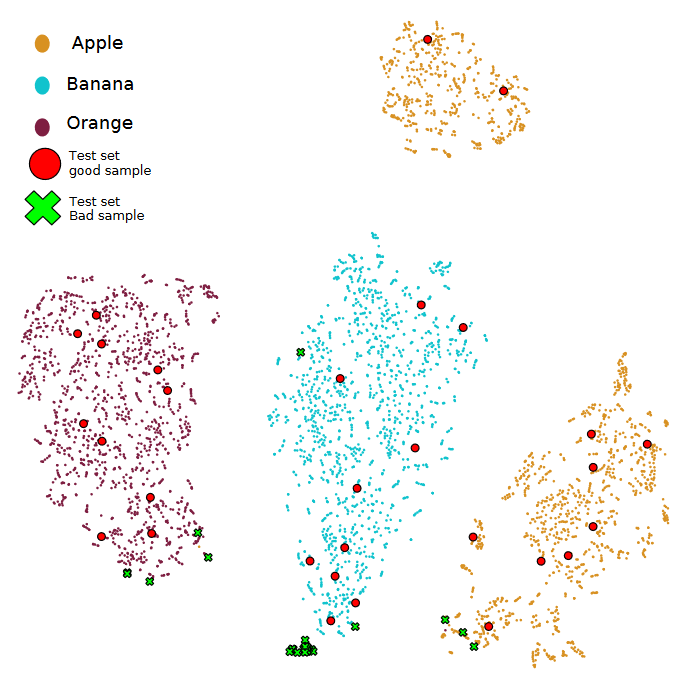 Apple
Banana
Orange
Test set
good sample
Test set
Bad sample